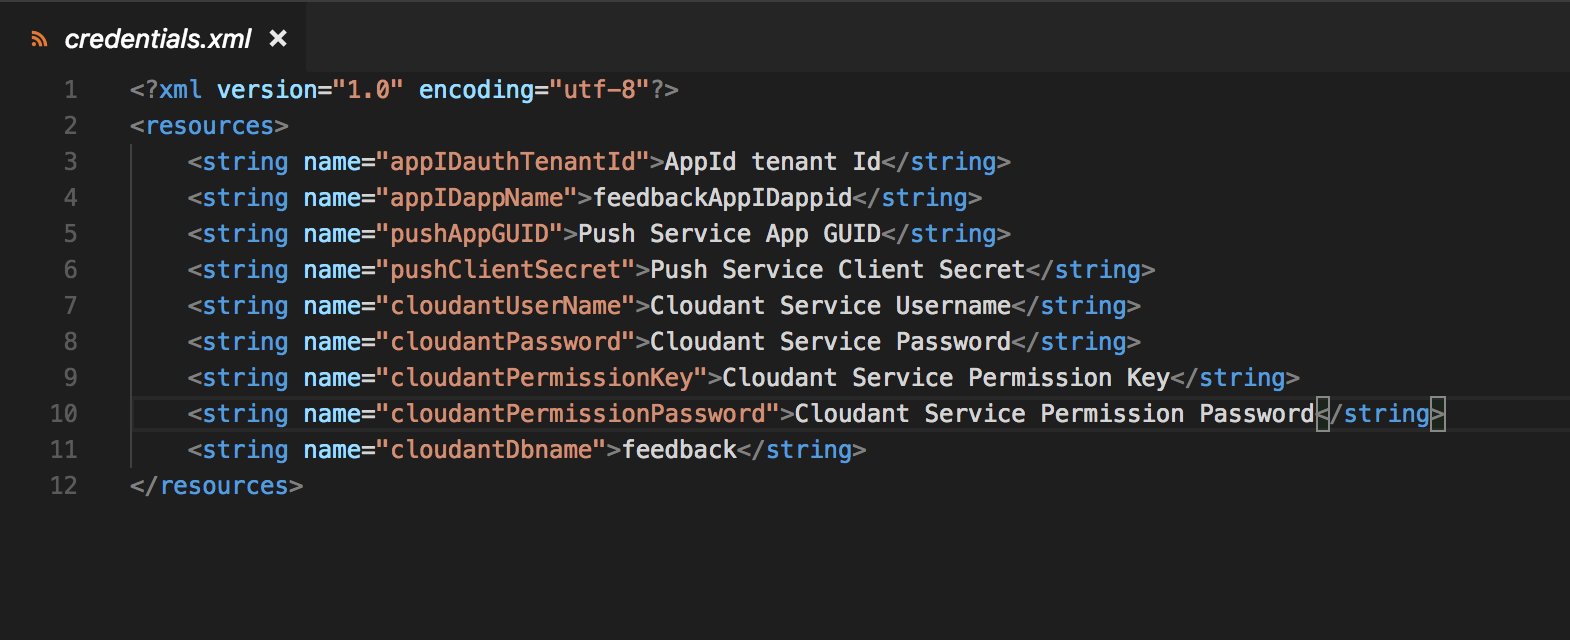 credentials.xml ×
1 <?xml version="1.0" encoding="utf-8"?>
2 <resources>
3 <string name="appIDauthTenantId">AppId tenant Id</string>
4 <string name="appIDappName">feedbackAppIDappid</string>
5 <string name="pushAppGUID">Push Service App GUID</string>
6 <string name="pushClientSecret">Push Service Client Secret</string>
7 <string name="cloudantUserName">Cloudant Service Username</string>
8 <string name="cloudantPassword">Cloudant Service Password</string>
9 <string name="cloudantPermissionKey">Cloudant Service Permission Key</string>
10 <string name="cloudantPermissionPassword">Cloudant Service Permission Password</string>
11 <string name="cloudantDbname">feedback</string>
12 </resources>